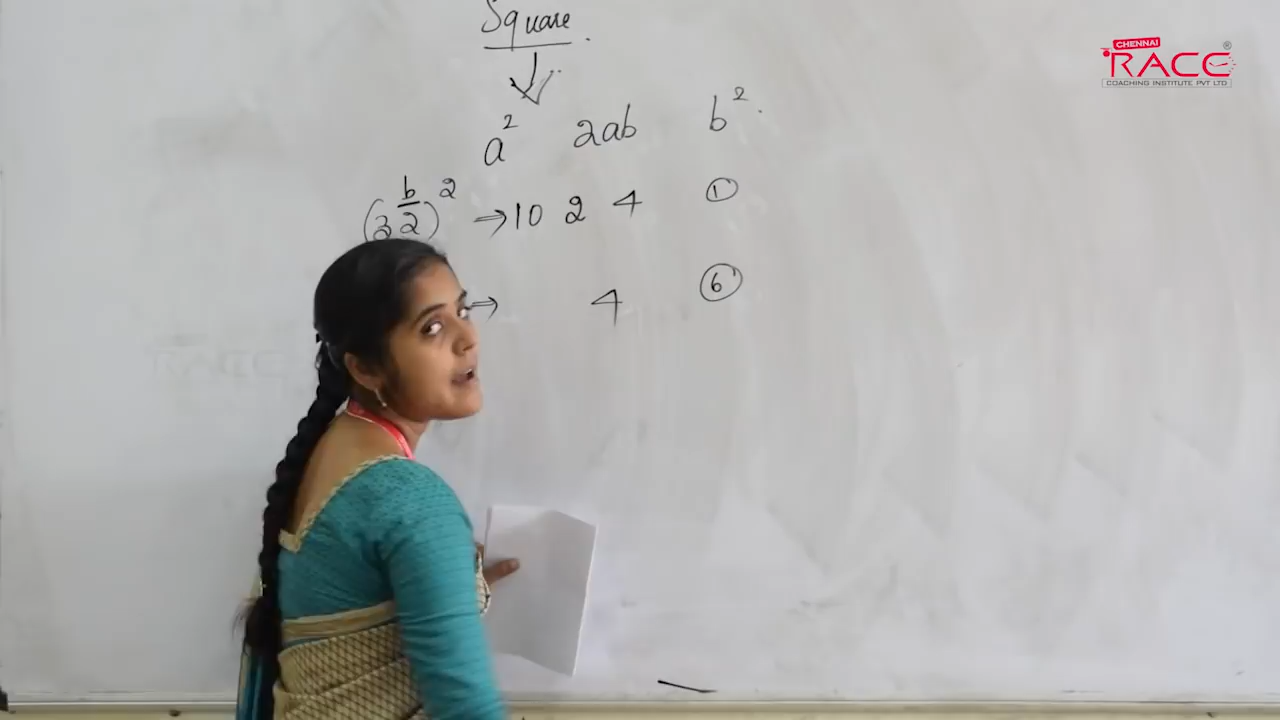 Square.
CHENNAI
RACE®
COACHING INSTITUTE PVT LTD
a² 2ab b².
(3 b/2)² ⇒ 10 2 4 ①
⇒ 4 ⑥